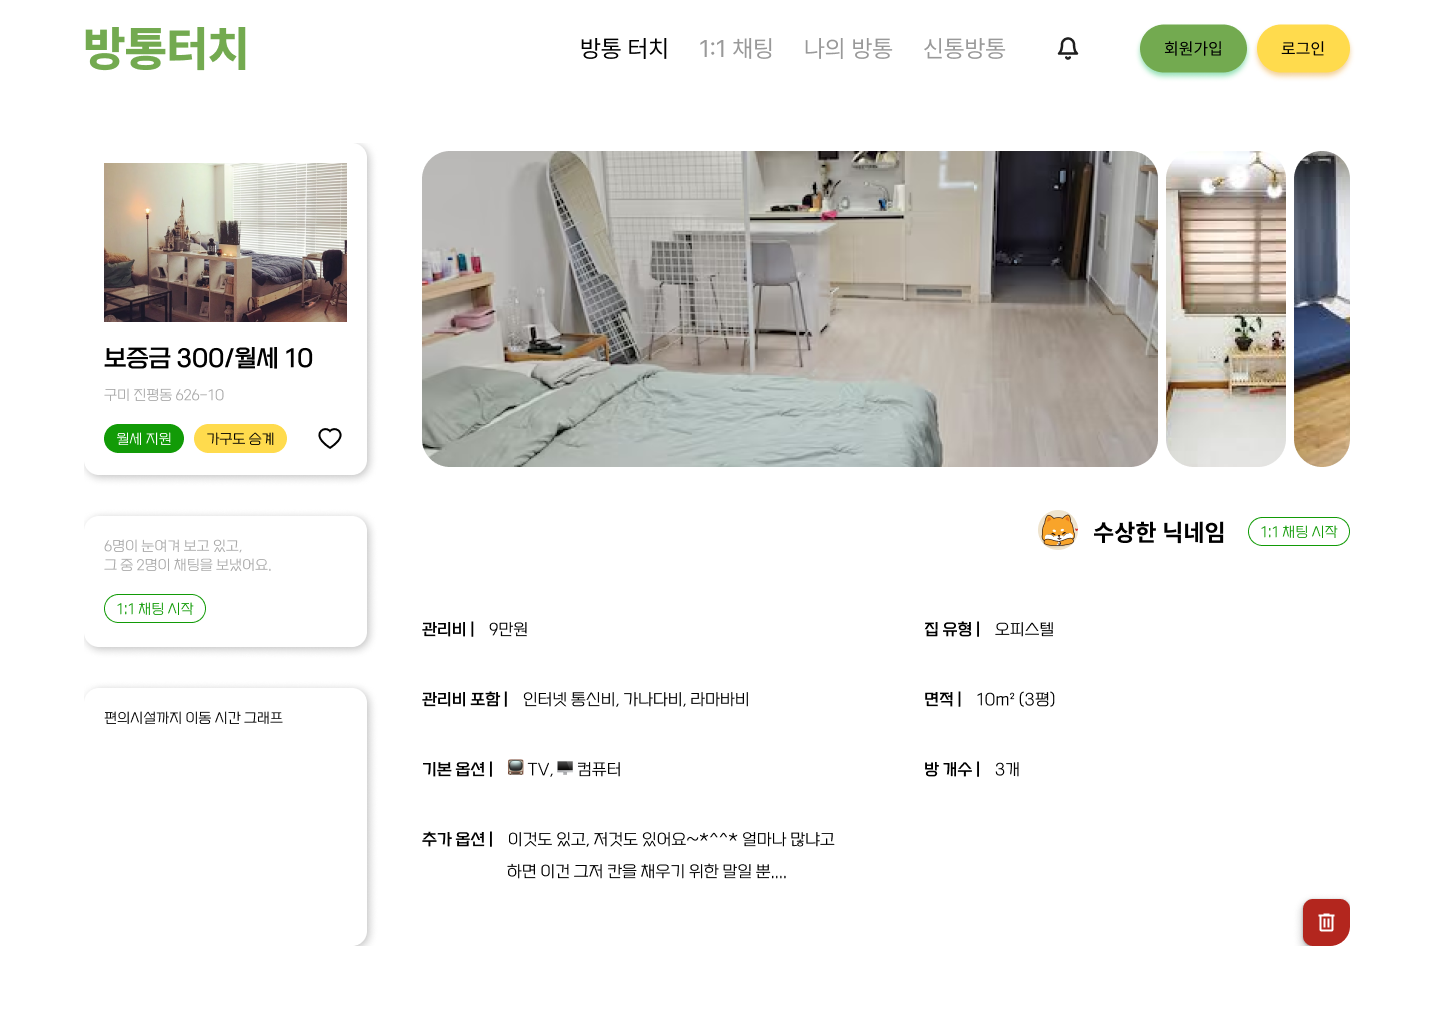 방통터치
방통 터치
1:1 채팅
나의 방통
신통방통
회원가입
로그인
보증금 300/월세 10
구미 진평동 626-10
월세 지원
가구도 승계
6명이 눈여겨 보고 있고,
그 중 2명이 채팅을 보냈어요.
1:1 채팅 시작
편의시설까지 이동 시간 그래프
수상한 닉네임
1:1 채팅 시작
관리비 | 9만원
집 유형 | 오피스텔
관리비 포함 | 인터넷 통신비, 가나다비, 라마바비
면적 | 10m² (3평)
기본 옵션 | 📺 TV, 🖥 컴퓨터
방 개수 | 3개
추가 옵션 | 이것도 있고, 저것도 있어요~*^^* 얼마나 많냐고
하면 이건 그저 칸을 채우기 위한 말일 뿐....